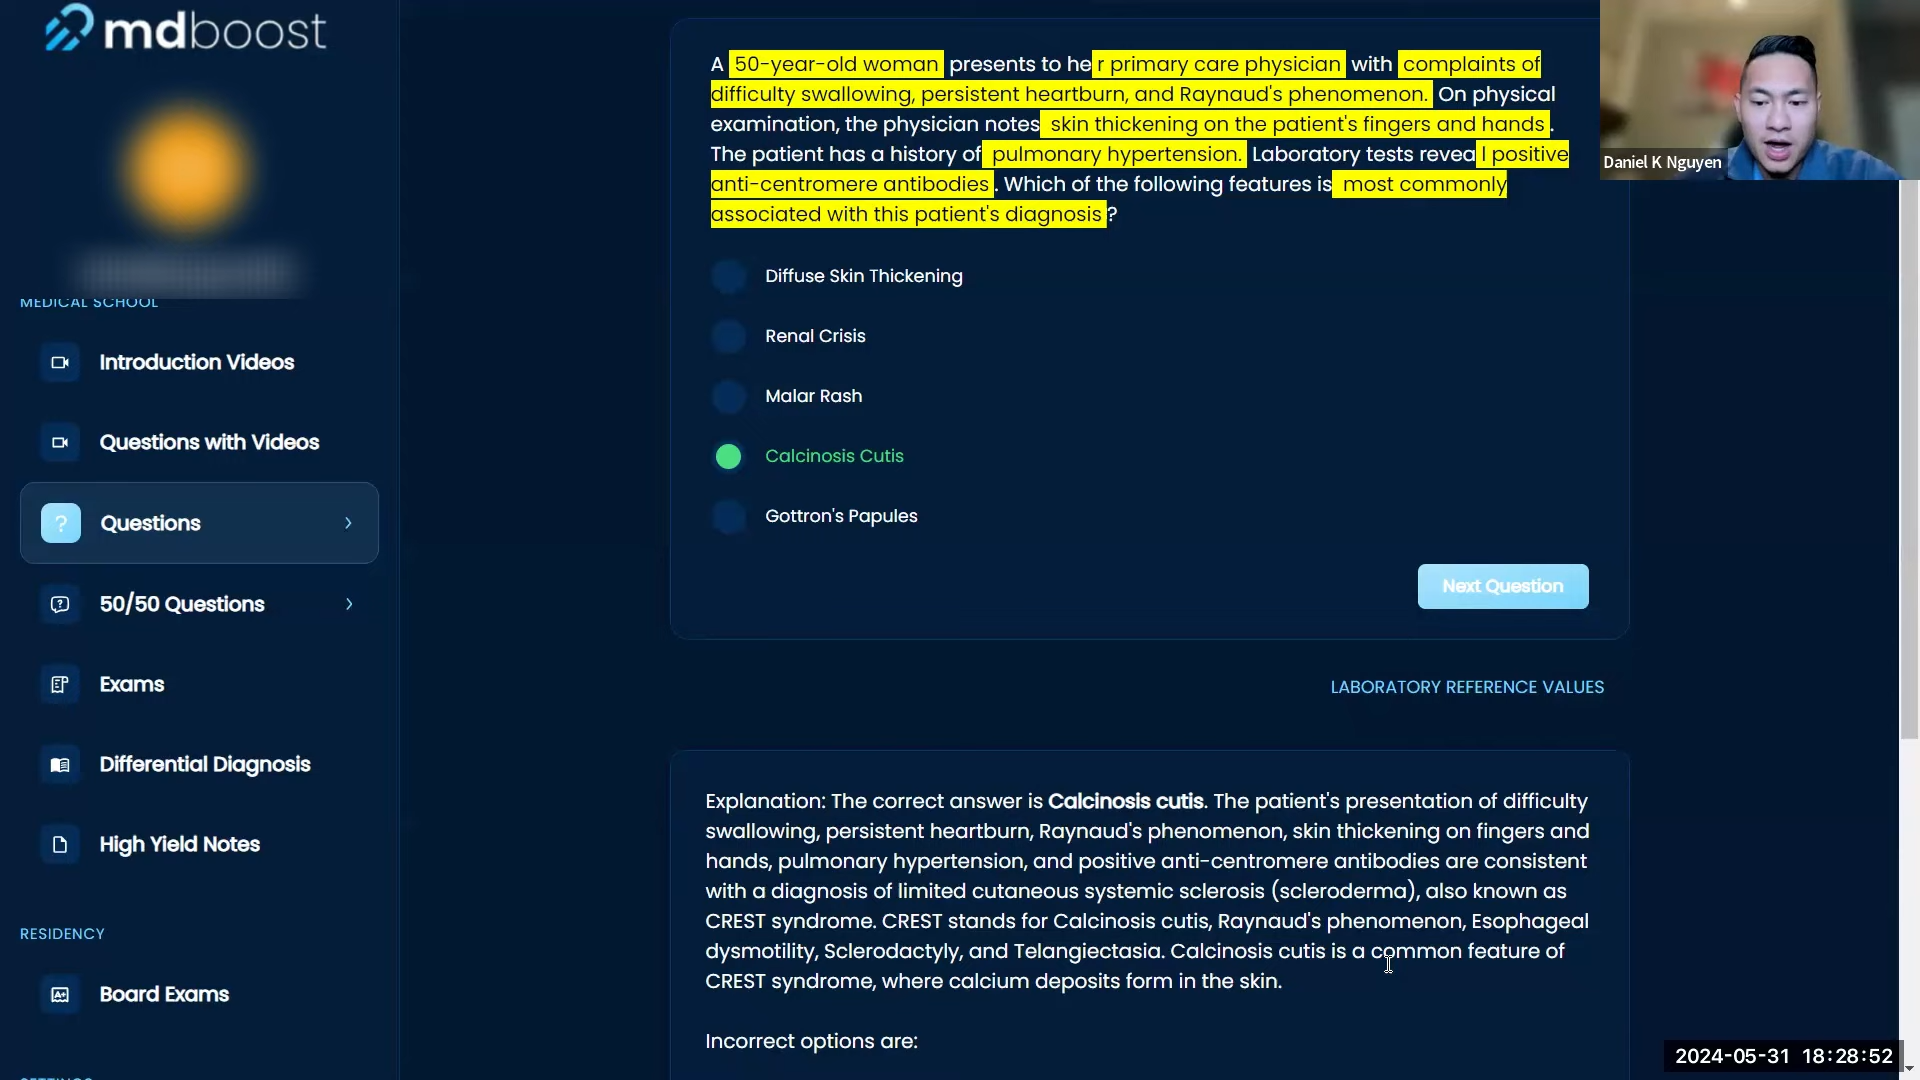 mdboost
MEDICAL SCHOOL
Introduction Videos
Questions with Videos
? Questions
50/50 Questions
Exams
Differential Diagnosis
High Yield Notes
RESIDENCY
Board Exams
A 50-year-old woman presents to he r primary care physician with complaints of
difficulty swallowing, persistent heartburn, and Raynaud's phenomenon. On physical
examination, the physician notes skin thickening on the patient's fingers and hands .
The patient has a history of pulmonary hypertension. Laboratory tests revea l positive
anti-centromere antibodies . Which of the following features is most commonly
associated with this patient's diagnosis ?
Diffuse Skin Thickening
Renal Crisis
Malar Rash
Calcinosis Cutis
Gottron's Papules
Next Question
LABORATORY REFERENCE VALUES
Explanation: The correct answer is Calcinosis cutis. The patient's presentation of difficulty
swallowing, persistent heartburn, Raynaud's phenomenon, skin thickening on fingers and
hands, pulmonary hypertension, and positive anti-centromere antibodies are consistent
with a diagnosis of limited cutaneous systemic sclerosis (scleroderma), also known as
CREST syndrome. CREST stands for Calcinosis cutis, Raynaud's phenomenon, Esophageal
dysmotility, Sclerodactyly, and Telangiectasia. Calcinosis cutis is a common feature of
CREST syndrome, where calcium deposits form in the skin.
Incorrect options are:
Daniel K Nguyen
2024-05-31 18:28:52